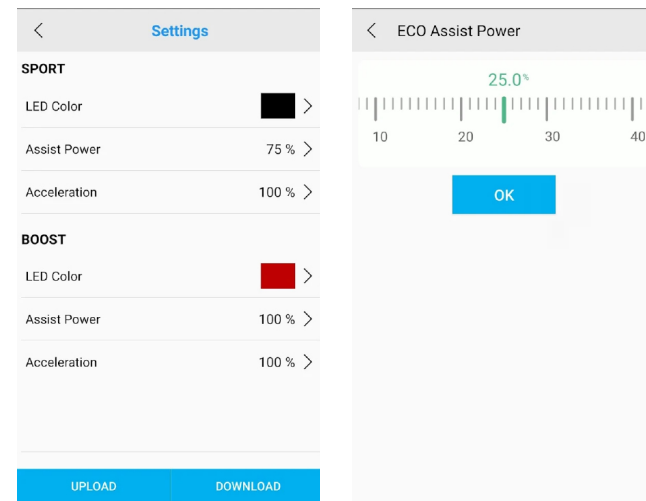 Settings
SPORT
LED Color
Assist Power 75 %
Acceleration 100 %
BOOST
LED Color
Assist Power 100 %
Acceleration 100 %
UPLOAD DOWNLOAD
ECO Assist Power
25.0%
10 20 30 40
OK